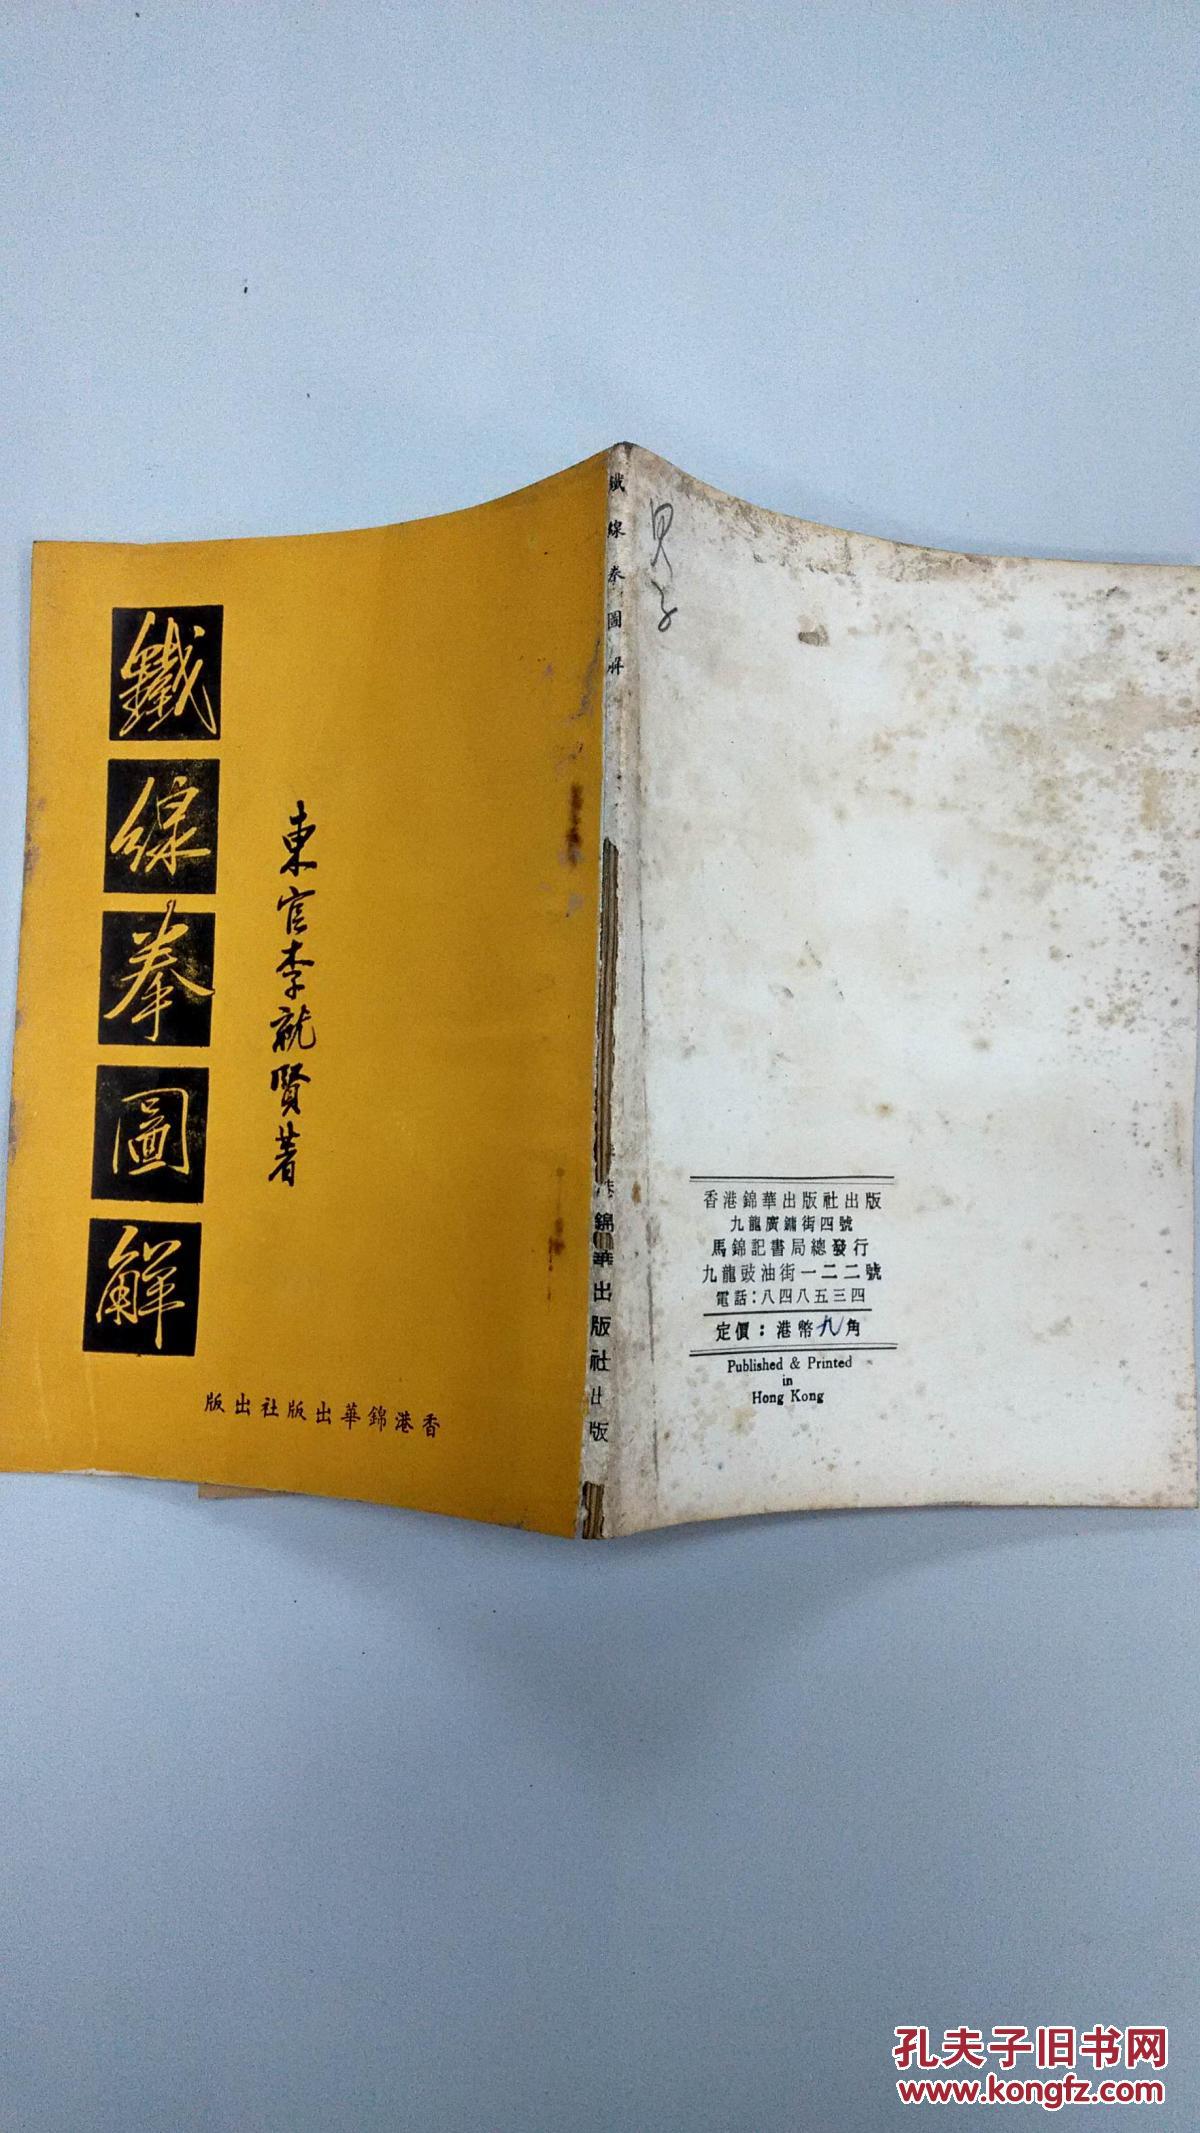 鐵線拳圖解
東官李就賢著
香港錦華出版社出版
鐵線拳圖解
港錦華出版社出版
香港錦華出版社出版
九龍廣鏞街四號
馬錦記書局總發行
九龍豉油街一二二號
電話:八四八五三四
定價:港幣九角
Published & Printed
in
Hong Kong
孔夫子旧书网
www.kongfz.com